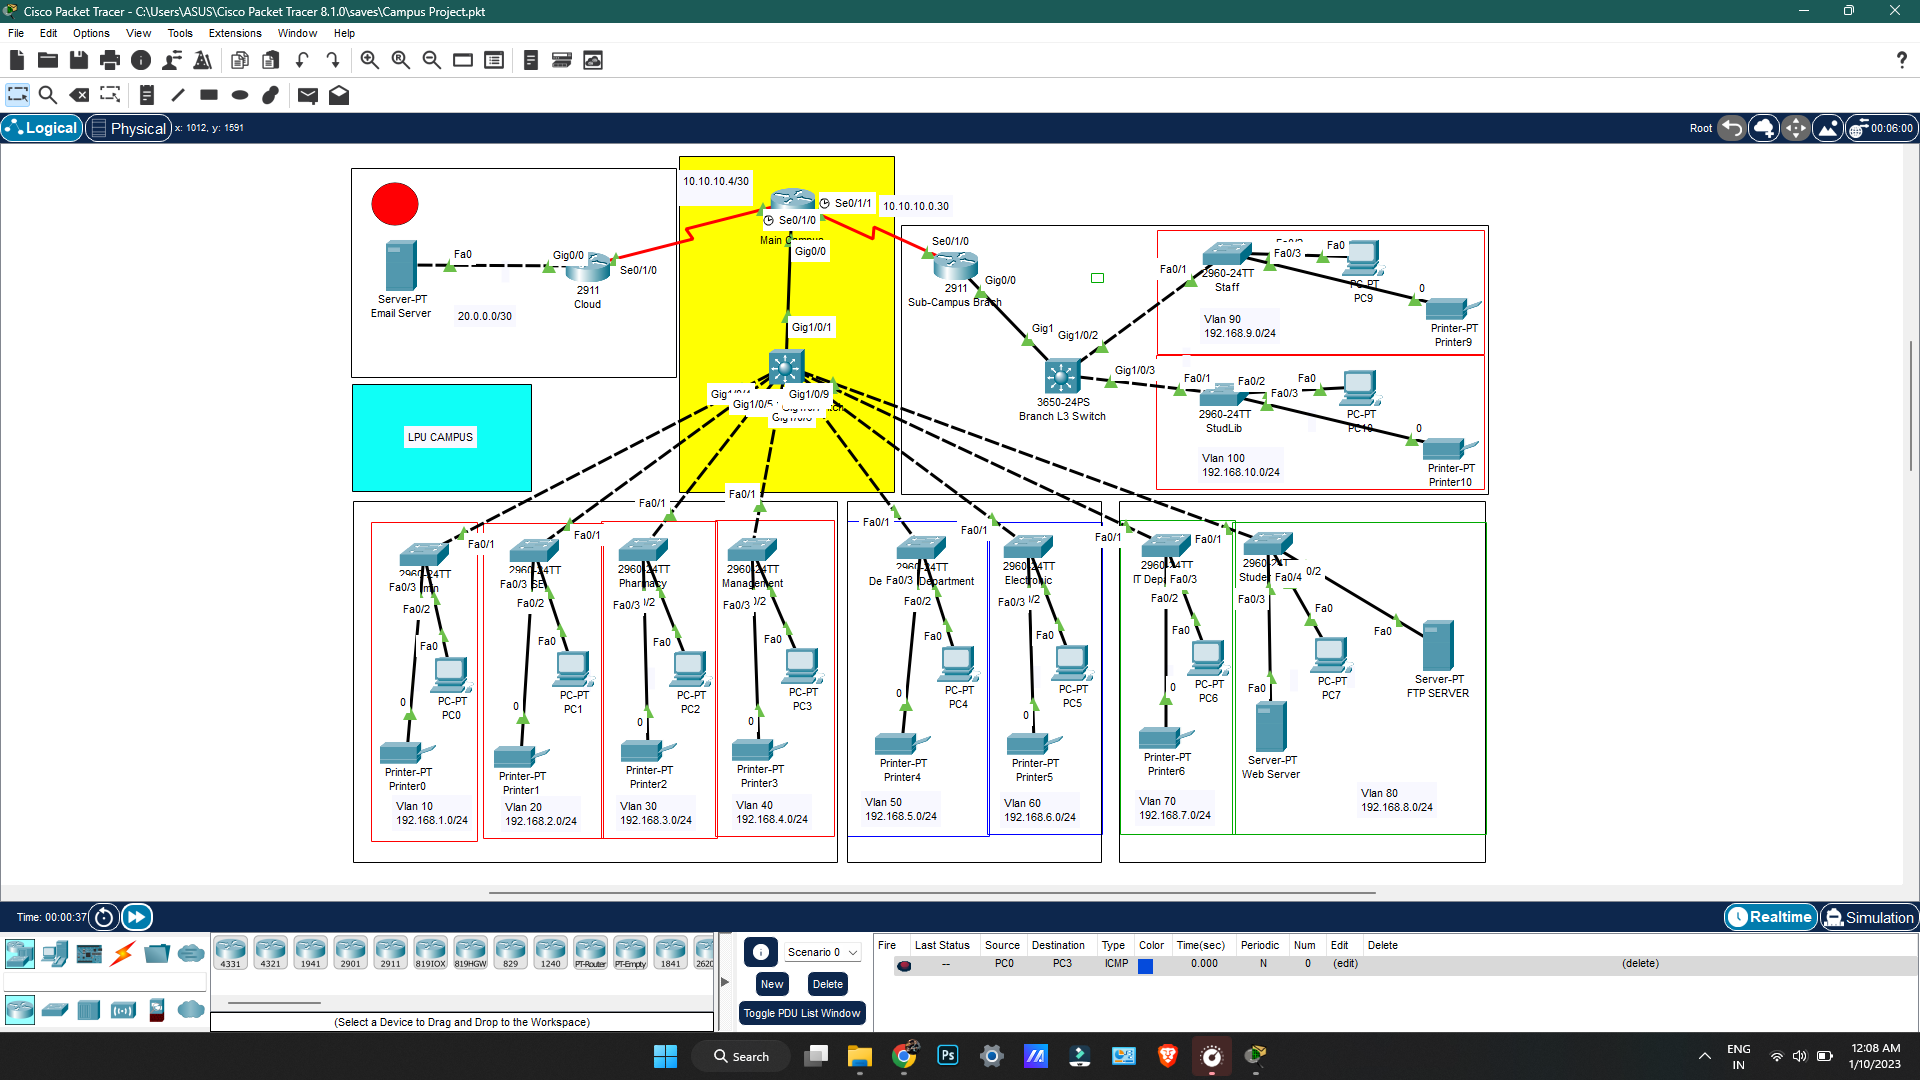 Cisco Packet Tracer - C:\Users\ASUS\Cisco Packet Tracer 8.1.0\saves\Campus Project.pkt
File Edit Options View Tools Extensions Window Help
Logical Physical x: 1012, y: 1591
Root 00:06:00
10.10.10.4/30
Se0/1/1
10.10.10.0.30
Se0/1/0
Main Campus
Gig0/0
Fa0
Gig0/0
Se0/1/0
2911
Cloud
Server-PT
Email Server
20.0.0.0/30
Gig1/0/1
Gig1/0/9
Gig1/0/5
LPU CAMPUS
Se0/1/0
2911
Sub-Campus Brach
Gig0/0
Gig1
Gig1/0/2
Gig1/0/3
3650-24PS
Branch L3 Switch
Fa0/1
2960-24TT
Staff
Fa0/3
Fa0
PC-PT
PC9
0
Printer-PT
Printer9
Vlan 90
192.168.9.0/24
Fa0/1
Fa0/2
Fa0/3
Fa0
2960-24TT
StudLib
PC-PT
PC10
0
Printer-PT
Printer10
Vlan 100
192.168.10.0/24
Fa0/1
2960-24TT
Fa0/3
Fa0/2
Fa0
0
PC-PT
PC0
Printer-PT
Printer0
Vlan 10
192.168.1.0/24
Fa0/1
2960-24TT
Fa0/3
Fa0/2
Fa0
0
PC-PT
PC1
Printer-PT
Printer1
Vlan 20
192.168.2.0/24
Fa0/1
2960-24TT
Pharmacy
Fa0/3
Fa0
0
PC-PT
PC2
Printer-PT
Printer2
Vlan 30
192.168.3.0/24
Fa0/1
2960-24TT
Management
Fa0/3
Fa0
0
PC-PT
PC3
Printer-PT
Printer3
Vlan 40
192.168.4.0/24
Fa0/1
2960-24TT
Fa0/3 Department
Fa0/2
Fa0
0
PC-PT
PC4
Printer-PT
Printer4
Vlan 50
192.168.5.0/24
Fa0/1
2960-24TT
Electronic
Fa0/3
Fa0
0
PC-PT
PC5
Printer-PT
Printer5
Vlan 60
192.168.6.0/24
Fa0/1
2960-24TT
Fa0/3
Fa0/2
Fa0
0
PC-PT
PC6
Printer-PT
Printer6
Vlan 70
192.168.7.0/24
Fa0/1
Fa0/4
Fa0/3
Fa0
Fa0
Fa0
PC-PT
PC7
Server-PT
FTP SERVER
Server-PT
Web Server
Vlan 80
192.168.8.0/24
Time: 00:00:37
Realtime Simulation
4331 4321 1941 2901 2911 819IOX 819HGW 829 1240 PT-Router PT-Empty 1841
(Select a Device to Drag and Drop to the Workspace)
Scenario 0
New Delete
Toggle PDU List Window
Fire Last Status Source Destination Type Color Time(sec) Periodic Num Edit Delete
-- PC0 PC3 ICMP 0.000 N 0 (edit) (delete)
Search
ENG
IN
12:08 AM
1/10/2023